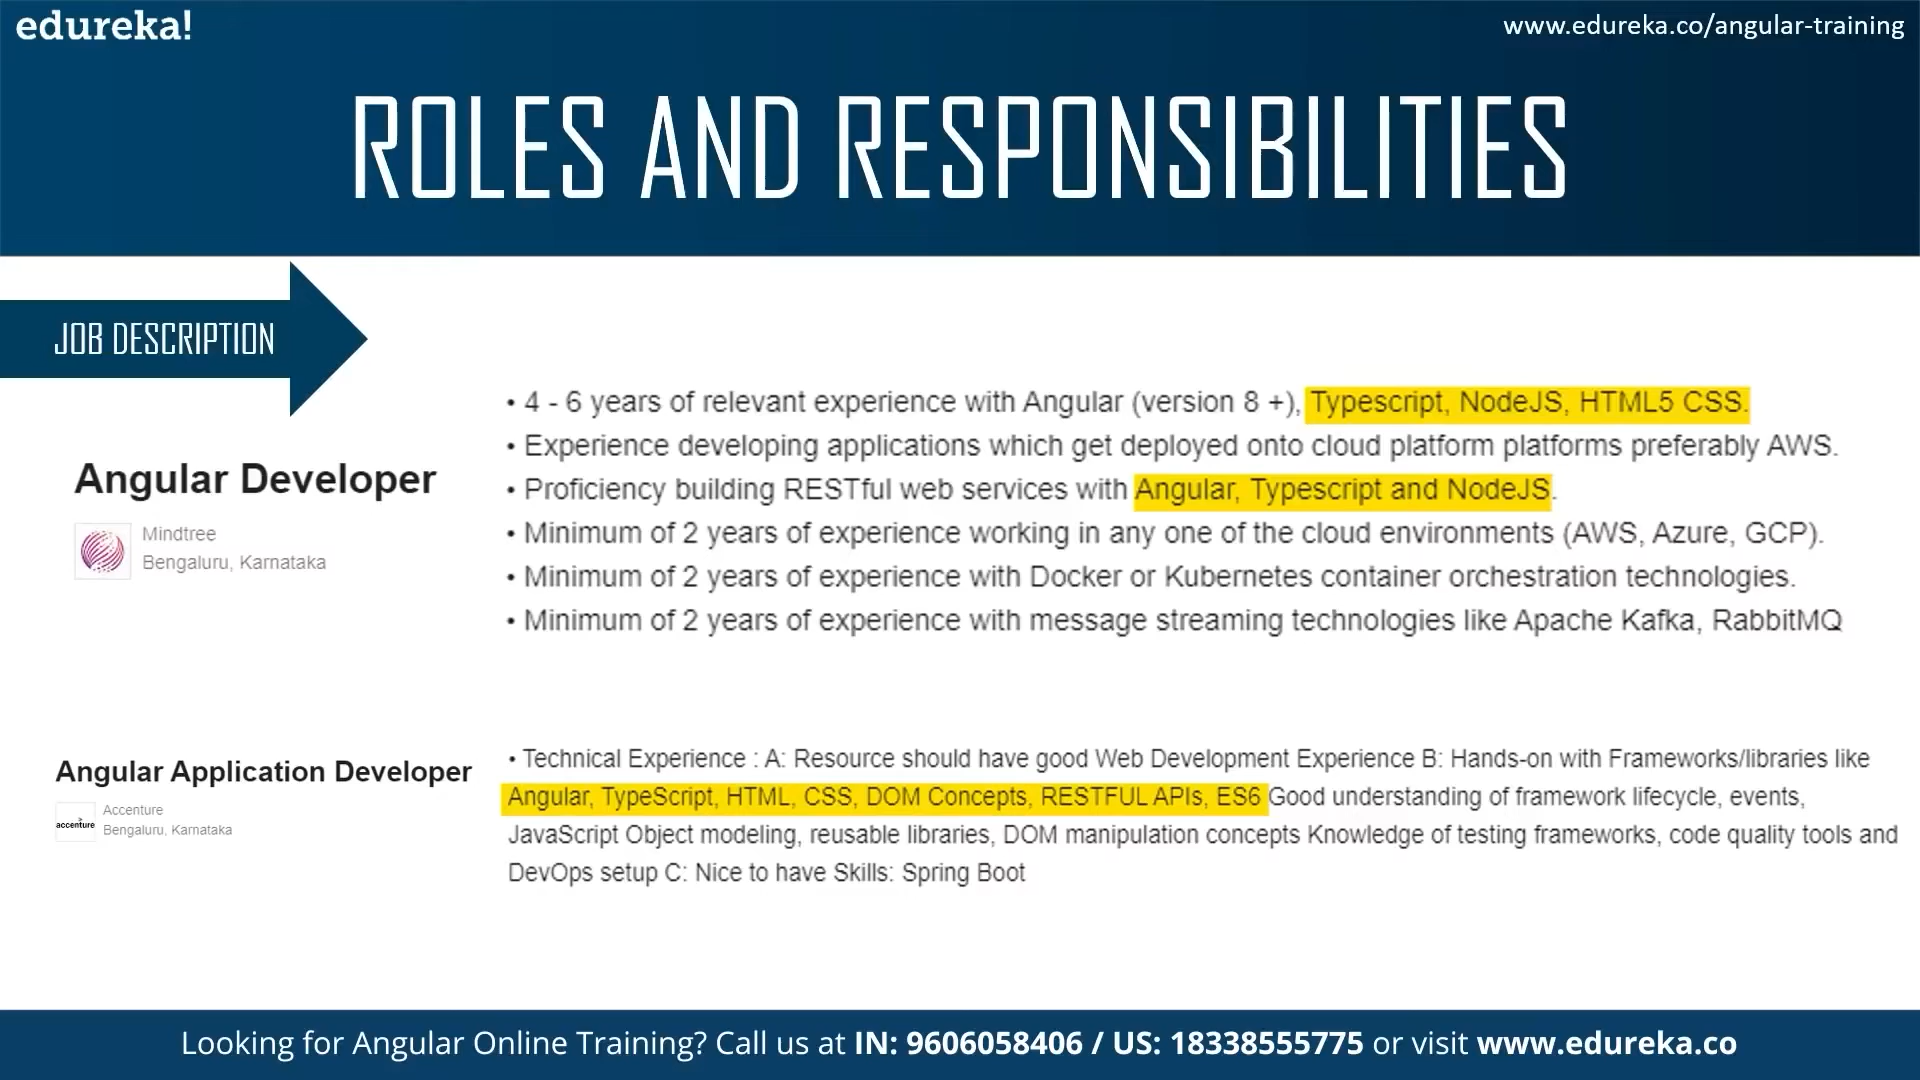 edureka!
www.edureka.co/angular-training
ROLES AND RESPONSIBILITIES
JOB DESCRIPTION
Angular Developer
Mindtree
Bengaluru, Karnataka
• 4 - 6 years of relevant experience with Angular (version 8 +), Typescript, NodeJS, HTML5 CSS.
• Experience developing applications which get deployed onto cloud platform platforms preferably AWS.
• Proficiency building RESTful web services with Angular, Typescript and NodeJS.
• Minimum of 2 years of experience working in any one of the cloud environments (AWS, Azure, GCP).
• Minimum of 2 years of experience with Docker or Kubernetes container orchestration technologies.
• Minimum of 2 years of experience with message streaming technologies like Apache Kafka, RabbitMQ
Angular Application Developer
accenture
Accenture
Bengaluru, Karnataka
• Technical Experience : A: Resource should have good Web Development Experience B: Hands-on with Frameworks/libraries like
Angular, TypeScript, HTML, CSS, DOM Concepts, RESTFUL APIs, ES6 Good understanding of framework lifecycle, events,
JavaScript Object modeling, reusable libraries, DOM manipulation concepts Knowledge of testing frameworks, code quality tools and
DevOps setup C: Nice to have Skills: Spring Boot
Looking for Angular Online Training? Call us at IN: 9606058406 / US: 18338555775 or visit www.edureka.co